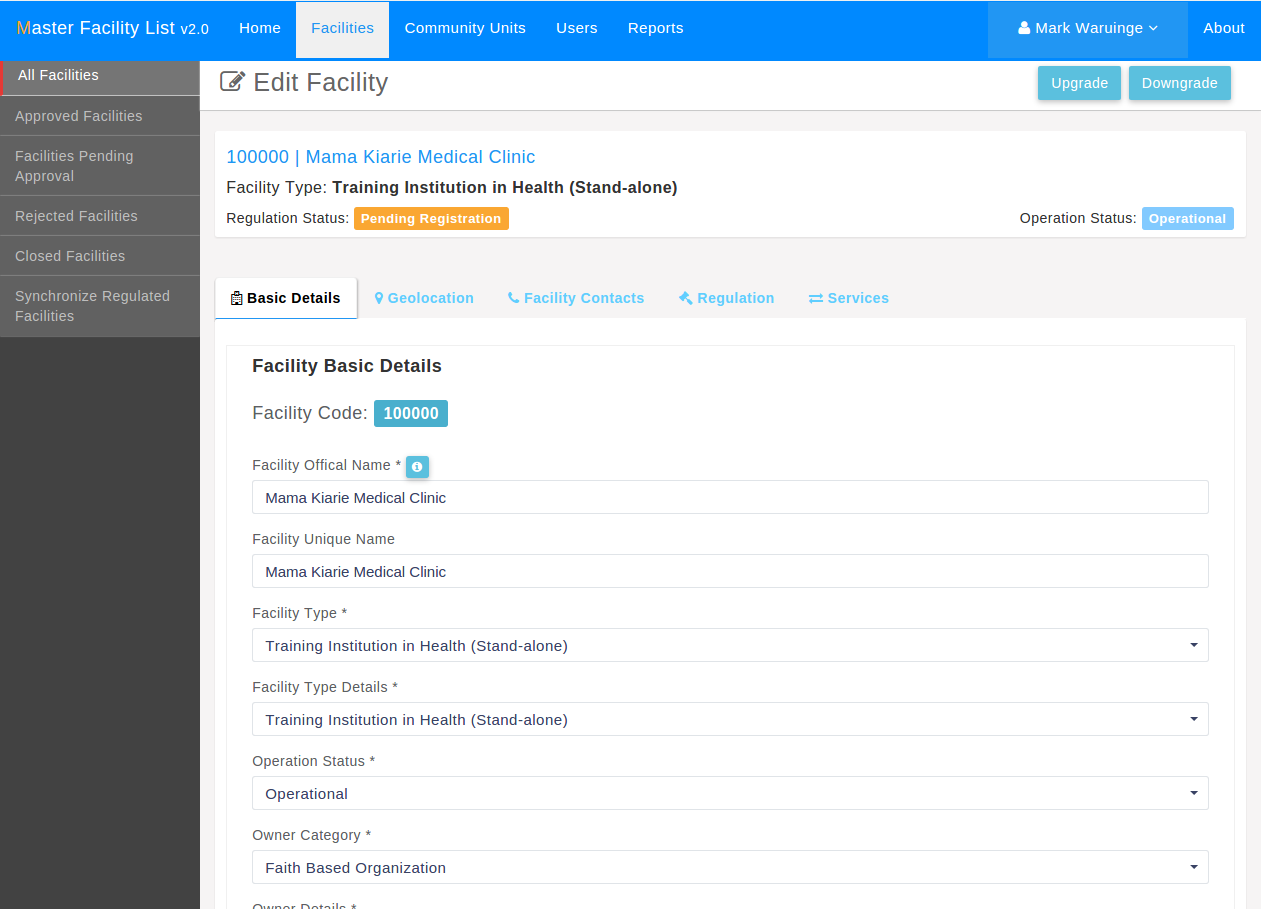 Master Facility List v2.0 Home Facilities Community Units Users Reports Mark Waruinge About
All Facilities
Approved Facilities
Facilities Pending
Approval
Rejected Facilities
Closed Facilities
Synchronize Regulated
Facilities
Edit Facility Upgrade Downgrade
100000 | Mama Kiarie Medical Clinic
Facility Type: Training Institution in Health (Stand-alone)
Regulation Status: Pending Registration Operation Status: Operational
Basic Details Geolocation Facility Contacts Regulation Services
Facility Basic Details
Facility Code: 100000
Facility Offical Name *
Mama Kiarie Medical Clinic
Facility Unique Name
Mama Kiarie Medical Clinic
Facility Type *
Training Institution in Health (Stand-alone)
Facility Type Details *
Training Institution in Health (Stand-alone)
Operation Status *
Operational
Owner Category *
Faith Based Organization
Owner Details *